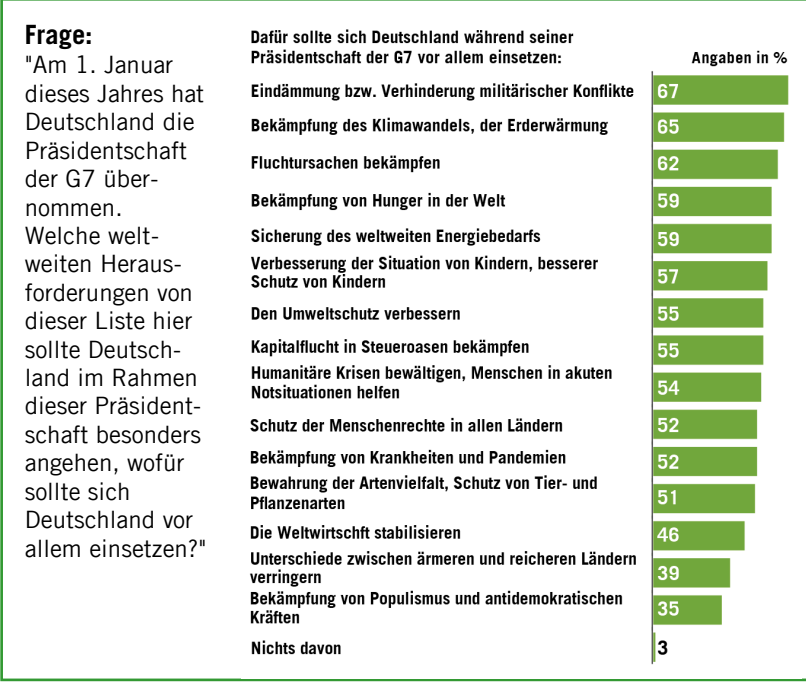 Frage:
"Am 1. Januar
dieses Jahres hat
Deutschland die
Präsidentschaft
der G7 über-
nommen.
Welche welt-
weiten Heraus-
forderungen von
dieser Liste hier
sollte Deutsch-
land im Rahmen
dieser Präsident-
schaft besonders
angehen, wofür
sollte sich
Deutschland vor
allem einsetzen?"
Dafür sollte sich Deutschland während seiner
Präsidentschaft der G7 vor allem einsetzen:
Angaben in %
Eindämmung bzw. Verhinderung militärischer Konflikte 67
Bekämpfung des Klimawandels, der Erderwärmung 65
Fluchtursachen bekämpfen 62
Bekämpfung von Hunger in der Welt 59
Sicherung des weltweiten Energiebedarfs 59
Verbesserung der Situation von Kindern, besserer
Schutz von Kindern 57
Den Umweltschutz verbessern 55
Kapitalflucht in Steueroasen bekämpfen 55
Humanitäre Krisen bewältigen, Menschen in akuten
Notsituationen helfen 54
Schutz der Menschenrechte in allen Ländern 52
Bekämpfung von Krankheiten und Pandemien 52
Bewahrung der Artenvielfalt, Schutz von Tier- und
Pflanzenarten 51
Die Weltwirtschft stabilisieren 46
Unterschiede zwischen ärmeren und reicheren Ländern
verringern 39
Bekämpfung von Populismus und antidemokratischen
Kräften 35
Nichts davon 3